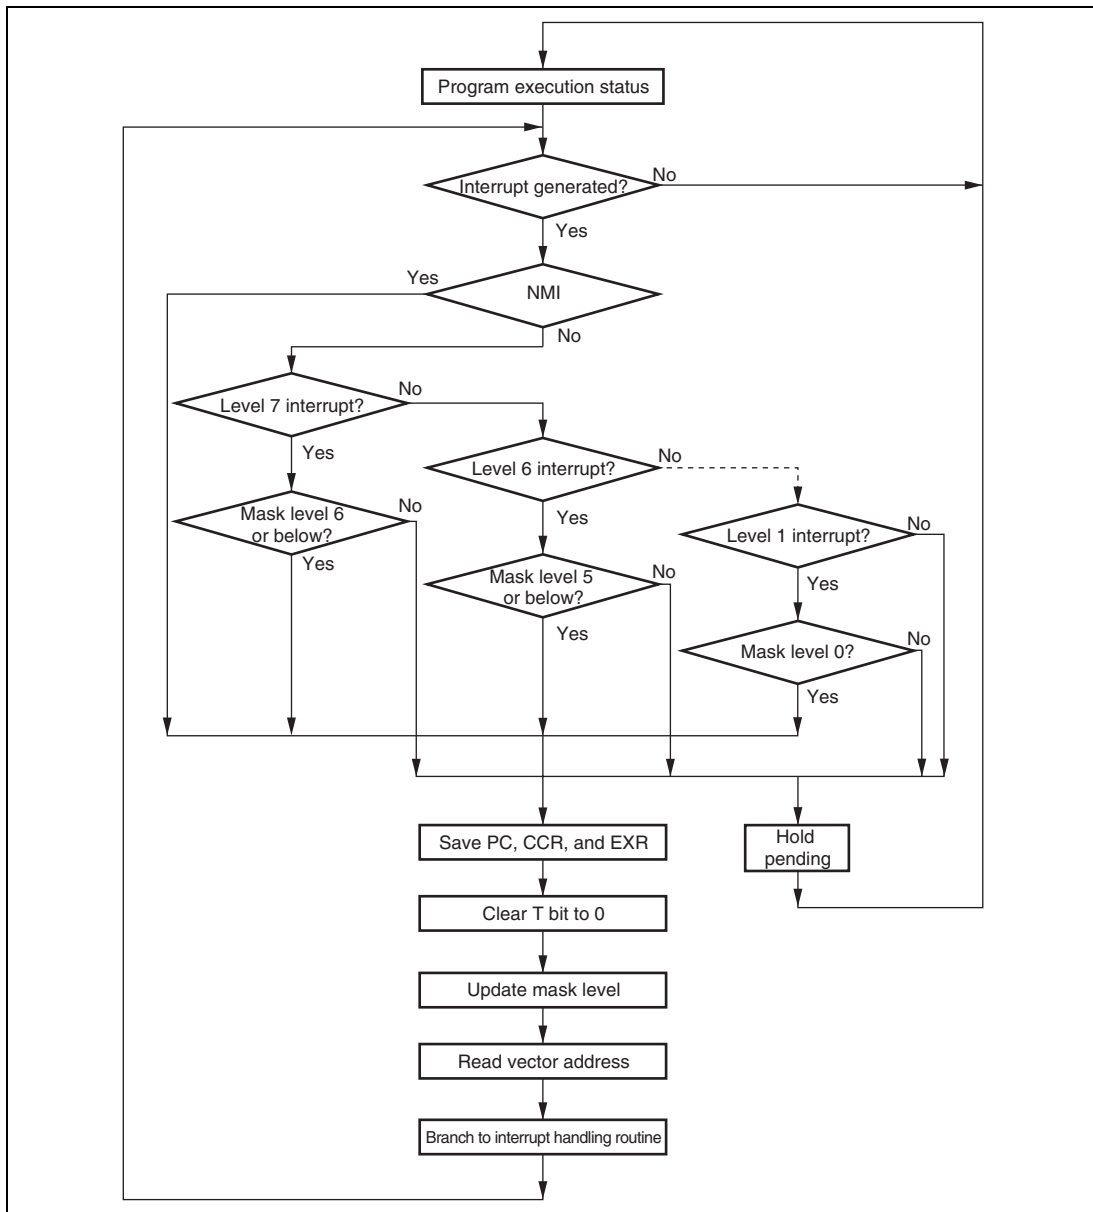 Program execution status
Interrupt generated?
No
Yes
Yes
NMI
No
Level 7 interrupt?
No
Yes
Level 6 interrupt?
No
Yes
Mask level 6
or below?
No
Yes
Level 1 interrupt?
No
Yes
Mask level 5
or below?
No
Yes
Mask level 0?
No
Yes
Save PC, CCR, and EXR
Hold
pending
Clear T bit to 0
Update mask level
Read vector address
Branch to interrupt handling routine